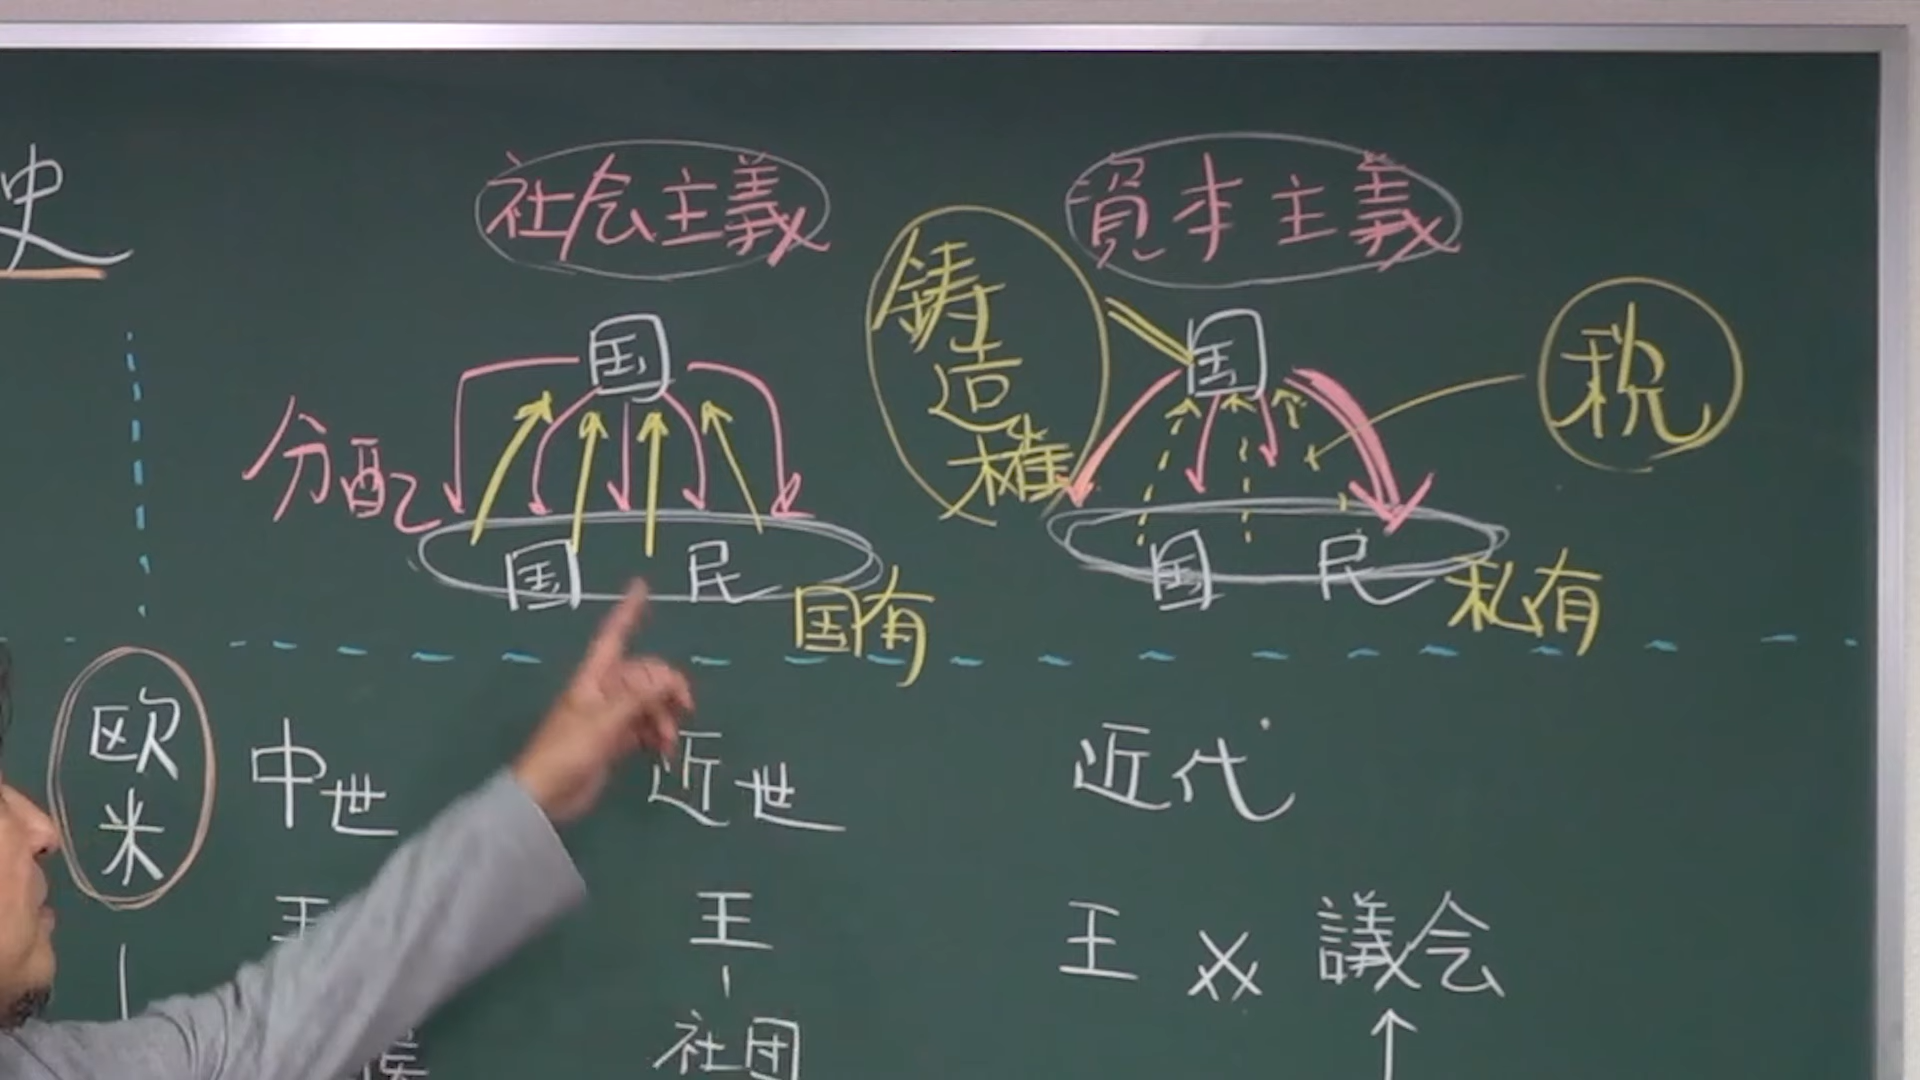 史
社会主義
資本主義
鋳造権
国
国
税
分配
国民
国有
国民
私有
欧米
中世
近世
近代
王
王
王
議会
社団